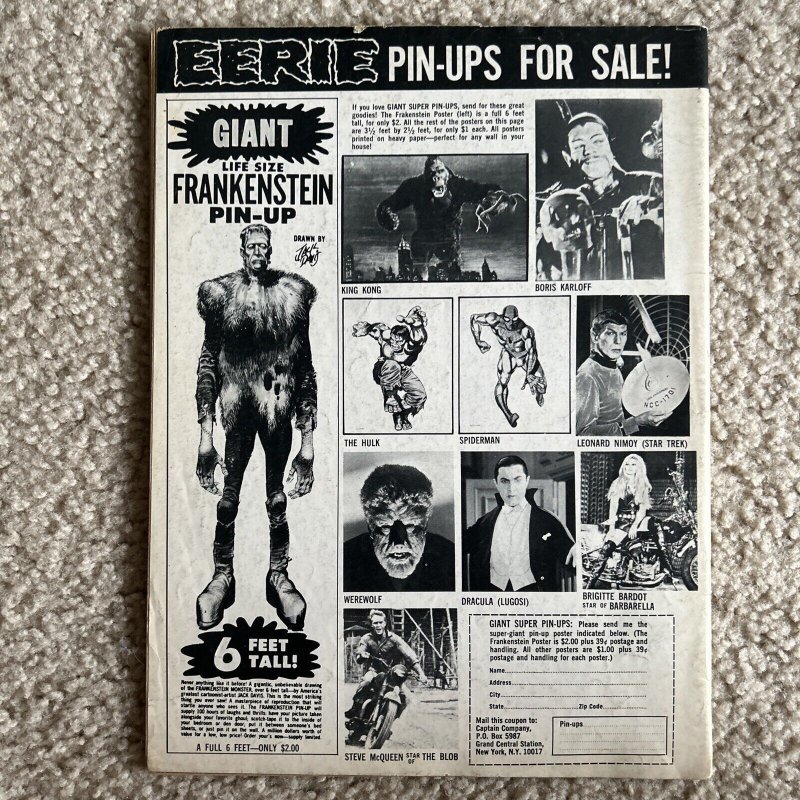 EERIE PIN-UPS FOR SALE!
GIANT
LIFE SIZE
FRANKENSTEIN
PIN-UP
DRAWN BY
JACK DAVIS
6 FEET
TALL!
Never anything like it before! A gigantic, unbelievable drawing
of the FRANKENSTEIN MONSTER, over 6 feet tall—by America's
greatest cartoonist-artist JACK DAVIS. This is the most striking
thing you ever saw! A masterpiece of reproduction that will
startle anyone who sees it. The FRANKENSTEIN PIN-UP will
supply 100 hours of laughs and thrills: have your picture taken
alongside your favorite ghoul; scotch-tape it to the inside of
your bedroom or den door, put it between someone's bed
sheets, or just pin it on the wall. A million dollars worth of
value for a low, low price! Order your's now—supply limited.
A FULL 6 FEET—ONLY $2.00
If you love GIANT SUPER PIN-UPS, send for these great
goodies! The Frakenstein Poster (left) is a full 6 feet
tall, for only $2. All the rest of the posters on this page
are 3½ feet by 2½ feet, for only $1 each. All posters
printed on heavy paper—perfect for any wall in your
house!
KING KONG
BORIS KARLOFF
THE HULK
SPIDERMAN
NCC-1701
LEONARD NIMOY (STAR TREK)
WEREWOLF
DRACULA (LUGOSI)
BRIGITTE BARDOT
STAR OF BARBARELLA
STEVE McQUEEN STAR OF THE BLOB
GIANT SUPER PIN-UPS: Please send me the
super-giant pin-up poster indicated below. (The
Frankenstein Poster is $2.00 plus 39¢ postage and
handling. All other posters are $1.00 plus 39¢
postage and handling for each poster.)
Name
Address
City
State Zip Code
Mail this coupon to:
Captain Company,
P.O. Box 5987
Grand Central Station,
New York, N.Y. 10017
Pin-ups